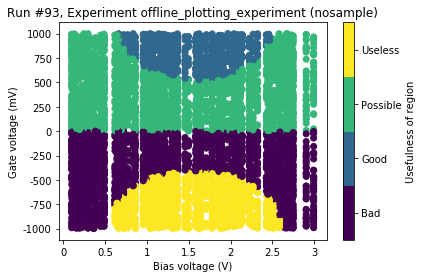 Run #93, Experiment offline_plotting_experiment (nosample)
1000
750
500
250
0
-250
-500
-750
-1000
Gate voltage (mV)
0
0.5
1
1.5
2
2.5
3
Bias voltage (V)
Useless
Possible
Good
Bad
Usefulness of region